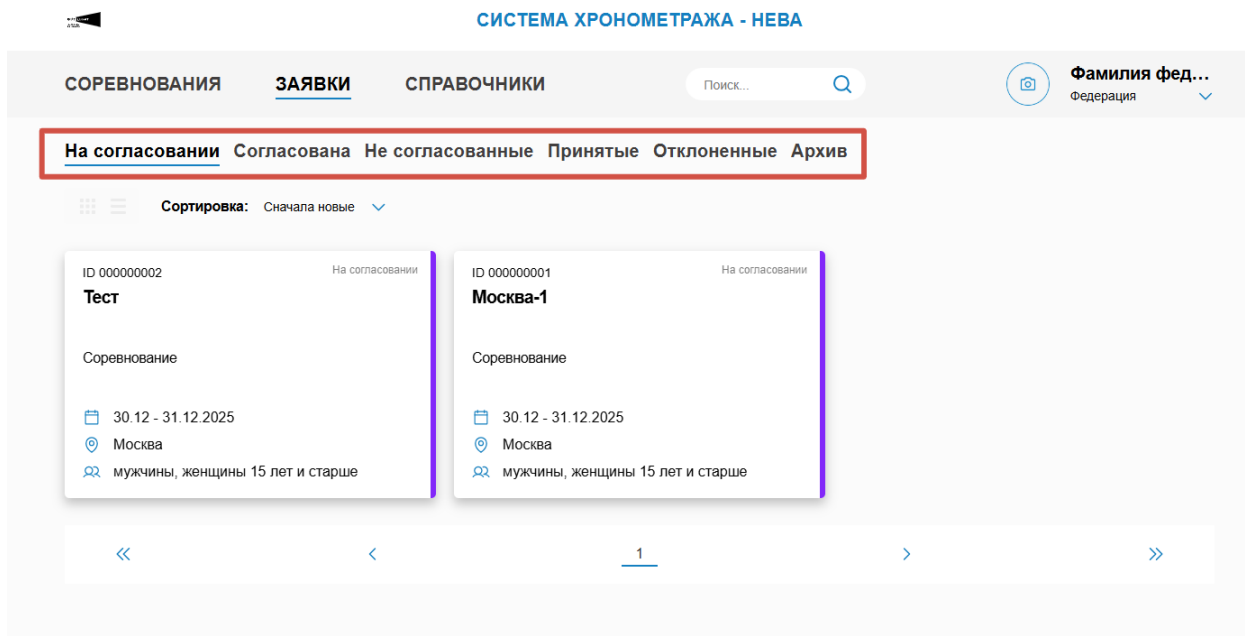 СИСТЕМА ХРОНОМЕТРАЖА - НЕВА
СОРЕВНОВАНИЯ ЗАЯВКИ СПРАВОЧНИКИ Поиск... Фамилия фед...
Федерация
На согласовании Согласована Не согласованные Принятые Отклоненные Архив
Сортировка: Сначала новые
ID 000000002 На согласовании
Тест
Соревнование
30.12 - 31.12.2025
Москва
мужчины, женщины 15 лет и старше
ID 000000001 На согласовании
Москва-1
Соревнование
30.12 - 31.12.2025
Москва
мужчины, женщины 15 лет и старше
1